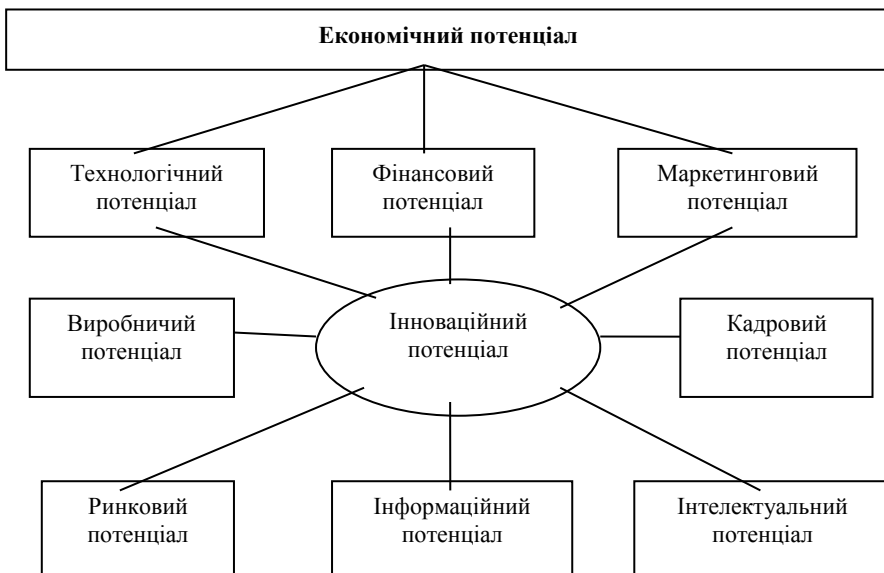 Економічний потенціал
Технологічний
потенціал
Фінансовий
потенціал
Маркетинговий
потенціал
Виробничий
потенціал
Інноваційний
потенціал
Кадровий
потенціал
Ринковий
потенціал
Інформаційний
потенціал
Інтелектуальний
потенціал